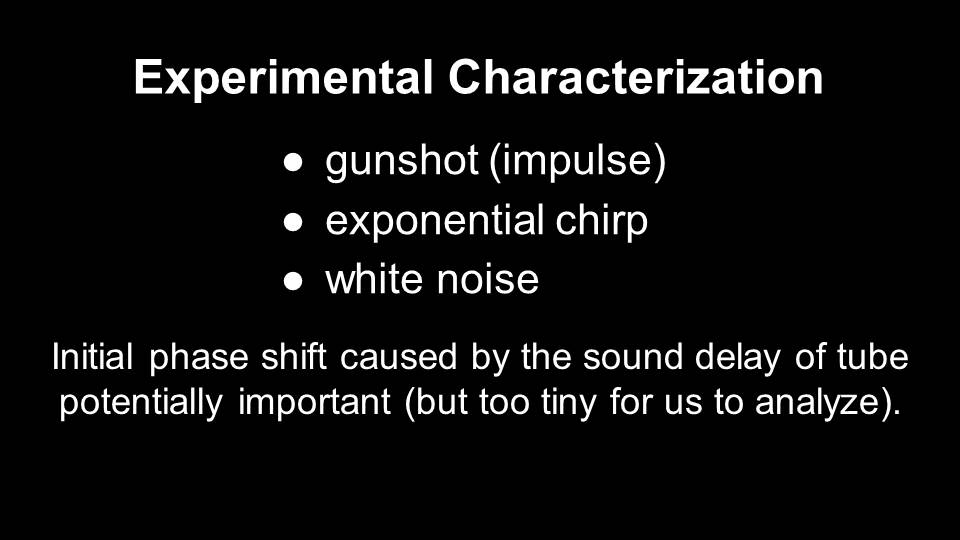 Experimental Characterization
● gunshot (impulse)
● exponential chirp
● white noise
Initial phase shift caused by the sound delay of tube
potentially important (but too tiny for us to analyze).